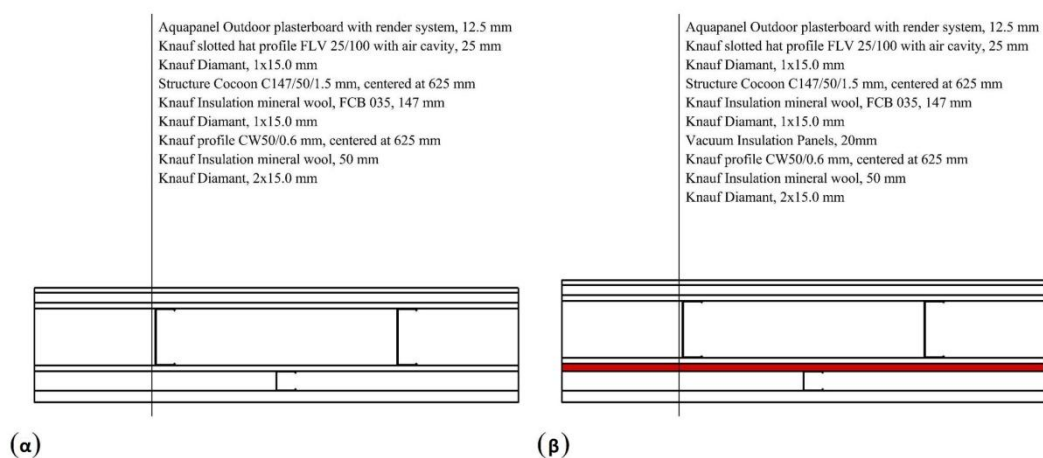 Aquapanel Outdoor plasterboard with render system, 12.5 mm
Knauf slotted hat profile FLV 25/100 with air cavity, 25 mm
Knauf Diamant, 1x15.0 mm
Structure Cocoon C147/50/1.5 mm, centered at 625 mm
Knauf Insulation mineral wool, FCB 035, 147 mm
Knauf Diamant, 1x15.0 mm
Knauf profile CW50/0.6 mm, centered at 625 mm
Knauf Insulation mineral wool, 50 mm
Knauf Diamant, 2x15.0 mm
(α)
Aquapanel Outdoor plasterboard with render system, 12.5 mm
Knauf slotted hat profile FLV 25/100 with air cavity, 25 mm
Knauf Diamant, 1x15.0 mm
Structure Cocoon C147/50/1.5 mm, centered at 625 mm
Knauf Insulation mineral wool, FCB 035, 147 mm
Knauf Diamant, 1x15.0 mm
Vacuum Insulation Panels, 20mm
Knauf profile CW50/0.6 mm, centered at 625 mm
Knauf Insulation mineral wool, 50 mm
Knauf Diamant, 2x15.0 mm
(β)